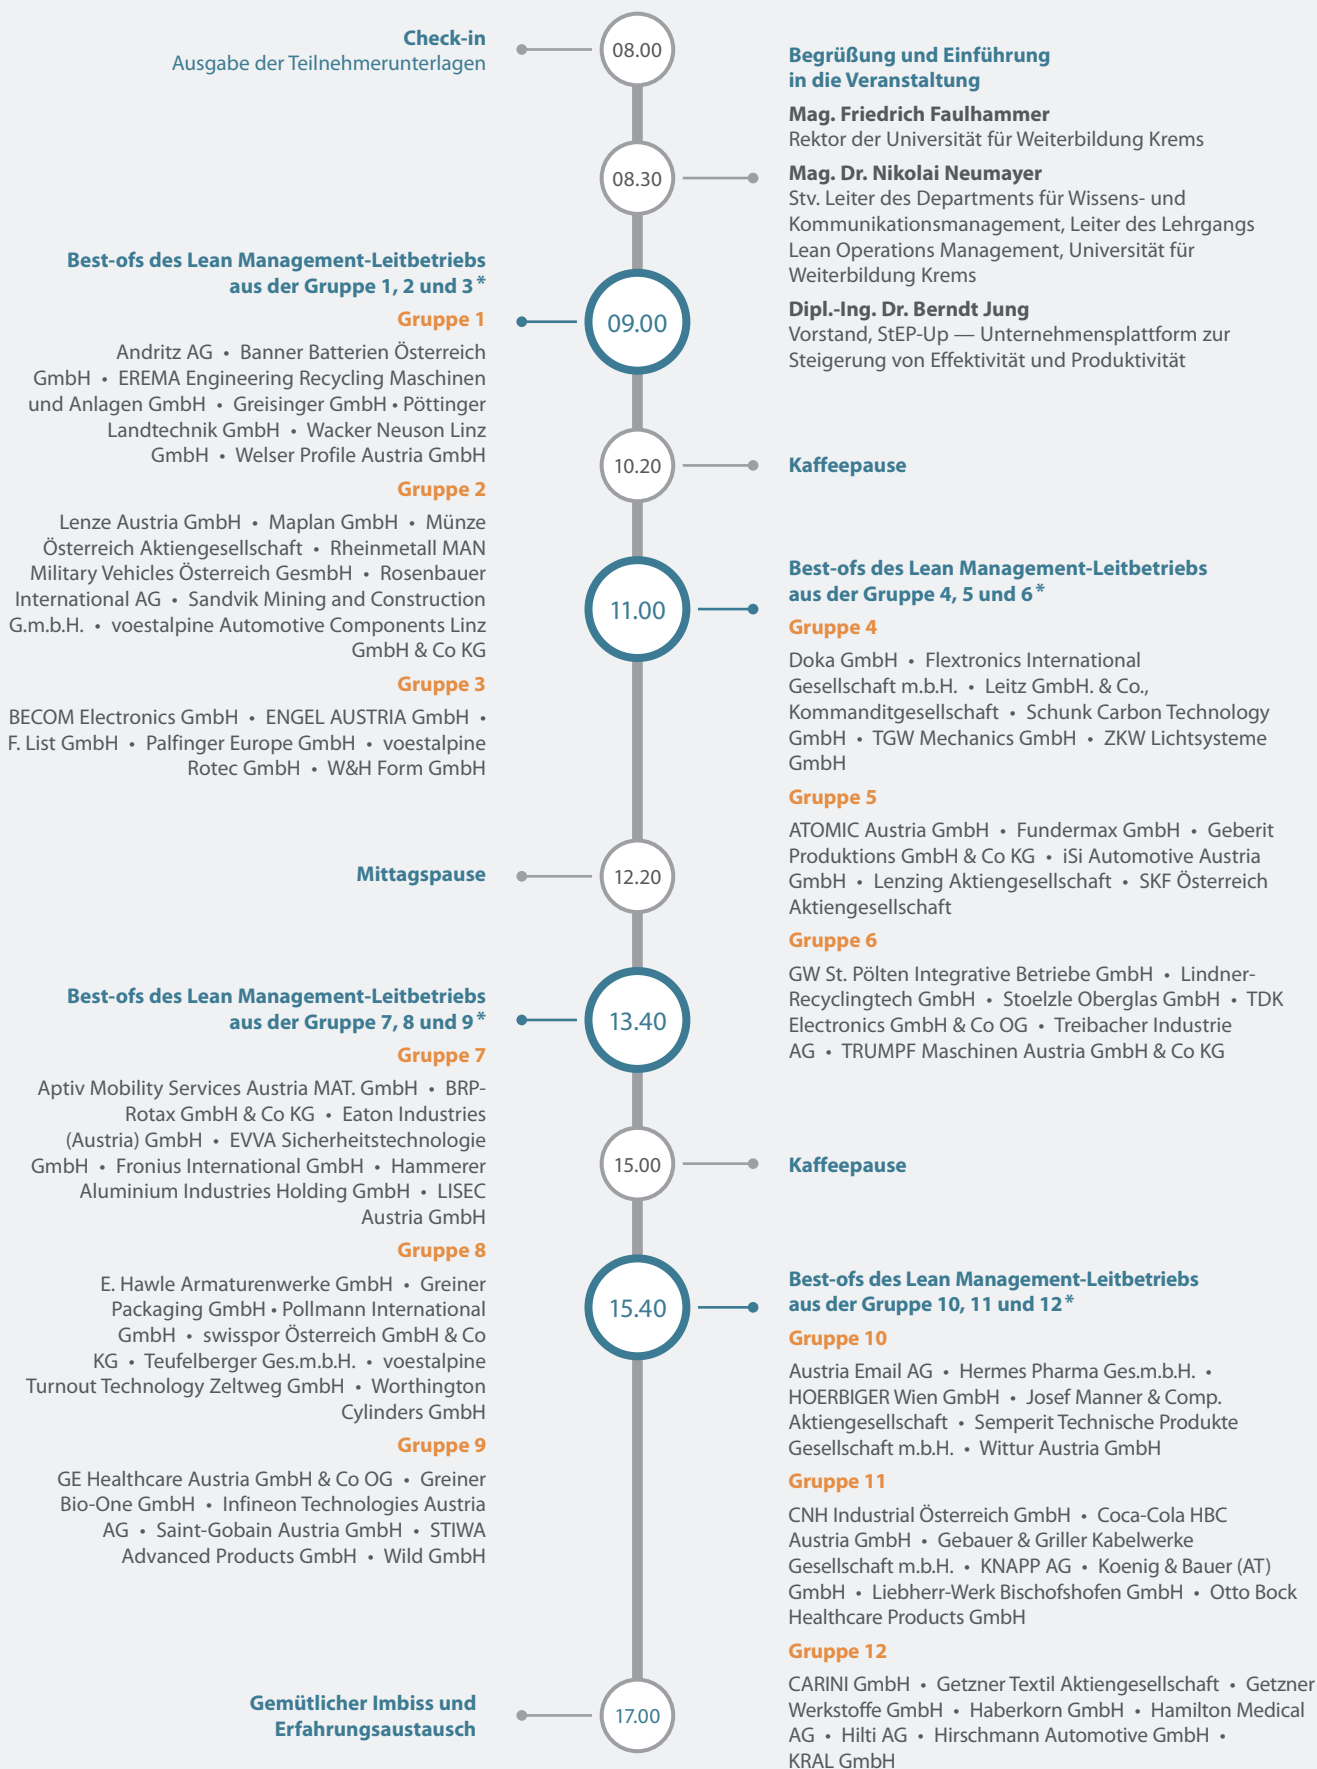 08.00
Check-in
Ausgabe der Teilnehmerunterlagen
08.30
Begrüßung und Einführung
in die Veranstaltung
Mag. Friedrich Faulhammer
Rektor der Universität für Weiterbildung Krems
Mag. Dr. Nikolai Neumayer
Stv. Leiter des Departments für Wissens- und
Kommunikationsmanagement, Leiter des Lehrgangs
Lean Operations Management, Universität für
Weiterbildung Krems
Dipl.-Ing. Dr. Berndt Jung
Vorstand, StEP-Up — Unternehmensplattform zur
Steigerung von Effektivität und Produktivität
09.00
Best-ofs des Lean Management-Leitbetriebs
aus der Gruppe 1, 2 und 3*
Gruppe 1
Andritz AG • Banner Batterien Österreich
GmbH • EREMA Engineering Recycling Maschinen
und Anlagen GmbH • Greisinger GmbH • Pöttinger
Landtechnik GmbH • Wacker Neuson Linz
GmbH • Welser Profile Austria GmbH
Gruppe 2
Lenze Austria GmbH • Maplan GmbH • Münze
Österreich Aktiengesellschaft • Rheinmetall MAN
Military Vehicles Österreich GesmbH • Rosenbauer
International AG • Sandvik Mining and Construction
G.m.b.H. • voestalpine Automotive Components Linz
GmbH & Co KG
Gruppe 3
BECOM Electronics GmbH • ENGEL AUSTRIA GmbH •
F. List GmbH • Palfinger Europe GmbH • voestalpine
Rotec GmbH • W&H Form GmbH
10.20
Kaffeepause
11.00
Best-ofs des Lean Management-Leitbetriebs
aus der Gruppe 4, 5 und 6*
Gruppe 4
Doka GmbH • Flextronics International
Gesellschaft m.b.H. • Leitz GmbH. & Co.,
Kommanditgesellschaft • Schunk Carbon Technology
GmbH • TGW Mechanics GmbH • ZKW Lichtsysteme
GmbH
Gruppe 5
ATOMIC Austria GmbH • Fundermax GmbH • Geberit
Produktions GmbH & Co KG • iSi Automotive Austria
GmbH • Lenzing Aktiengesellschaft • SKF Österreich
Aktiengesellschaft
Gruppe 6
GW St. Pölten Integrative Betriebe GmbH • Lindner-
Recyclingtech GmbH • Stoelzle Oberglas GmbH • TDK
Electronics GmbH & Co OG • Treibacher Industrie
AG • TRUMPF Maschinen Austria GmbH & Co KG
12.20
Mittagspause
13.40
Best-ofs des Lean Management-Leitbetriebs
aus der Gruppe 7, 8 und 9*
Gruppe 7
Aptiv Mobility Services Austria MAT. GmbH • BRP-
Rotax GmbH & Co KG • Eaton Industries
(Austria) GmbH • EVVA Sicherheitstechnologie
GmbH • Fronius International GmbH • Hammerer
Aluminium Industries Holding GmbH • LISEC
Austria GmbH
Gruppe 8
E. Hawle Armaturenwerke GmbH • Greiner
Packaging GmbH • Pollmann International
GmbH • swisspor Österreich GmbH & Co
KG • Teufelberger Ges.m.b.H. • voestalpine
Turnout Technology Zeltweg GmbH • Worthington
Cylinders GmbH
Gruppe 9
GE Healthcare Austria GmbH & Co OG • Greiner
Bio-One GmbH • Infineon Technologies Austria
AG • Saint-Gobain Austria GmbH • STIWA
Advanced Products GmbH • Wild GmbH
15.00
Kaffeepause
15.40
Best-ofs des Lean Management-Leitbetriebs
aus der Gruppe 10, 11 und 12*
Gruppe 10
Austria Email AG • Hermes Pharma Ges.m.b.H. •
HOERBIGER Wien GmbH • Josef Manner & Comp.
Aktiengesellschaft • Semperit Technische Produkte
Gesellschaft m.b.H. • Wittur Austria GmbH
Gruppe 11
CNH Industrial Österreich GmbH • Coca-Cola HBC
Austria GmbH • Gebauer & Griller Kabelwerke
Gesellschaft m.b.H. • KNAPP AG • Koenig & Bauer (AT)
GmbH • Liebherr-Werk Bischofshofen GmbH • Otto Bock
Healthcare Products GmbH
Gruppe 12
CARINI GmbH • Getzner Textil Aktiengesellschaft • Getzner
Werkstoffe GmbH • Haberkorn GmbH • Hamilton Medical
AG • Hilti AG • Hirschmann Automotive GmbH •
KRAL GmbH
17.00
Gemütlicher Imbiss und
Erfahrungsaustausch